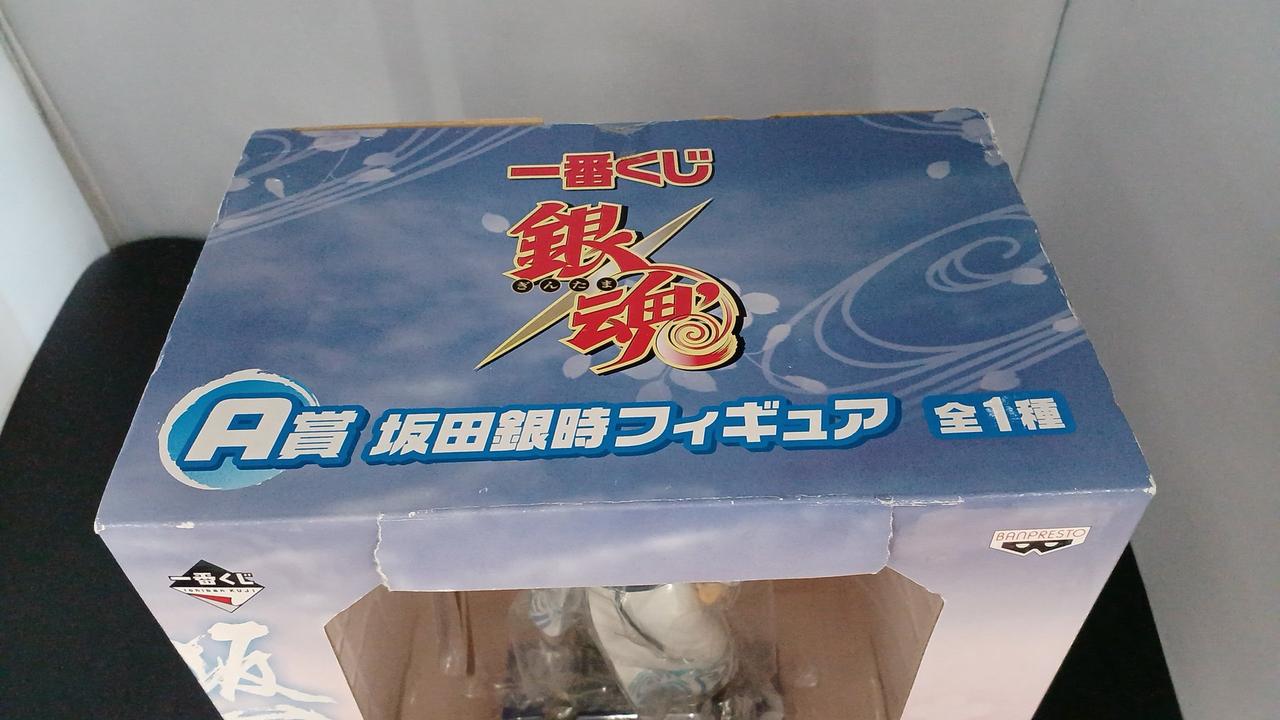 一番くじ
銀魂
ぎんたま
A賞 坂田銀時フィギュア 全1種
BANPRESTO
一番くじ
Ichiban KUJI
坂